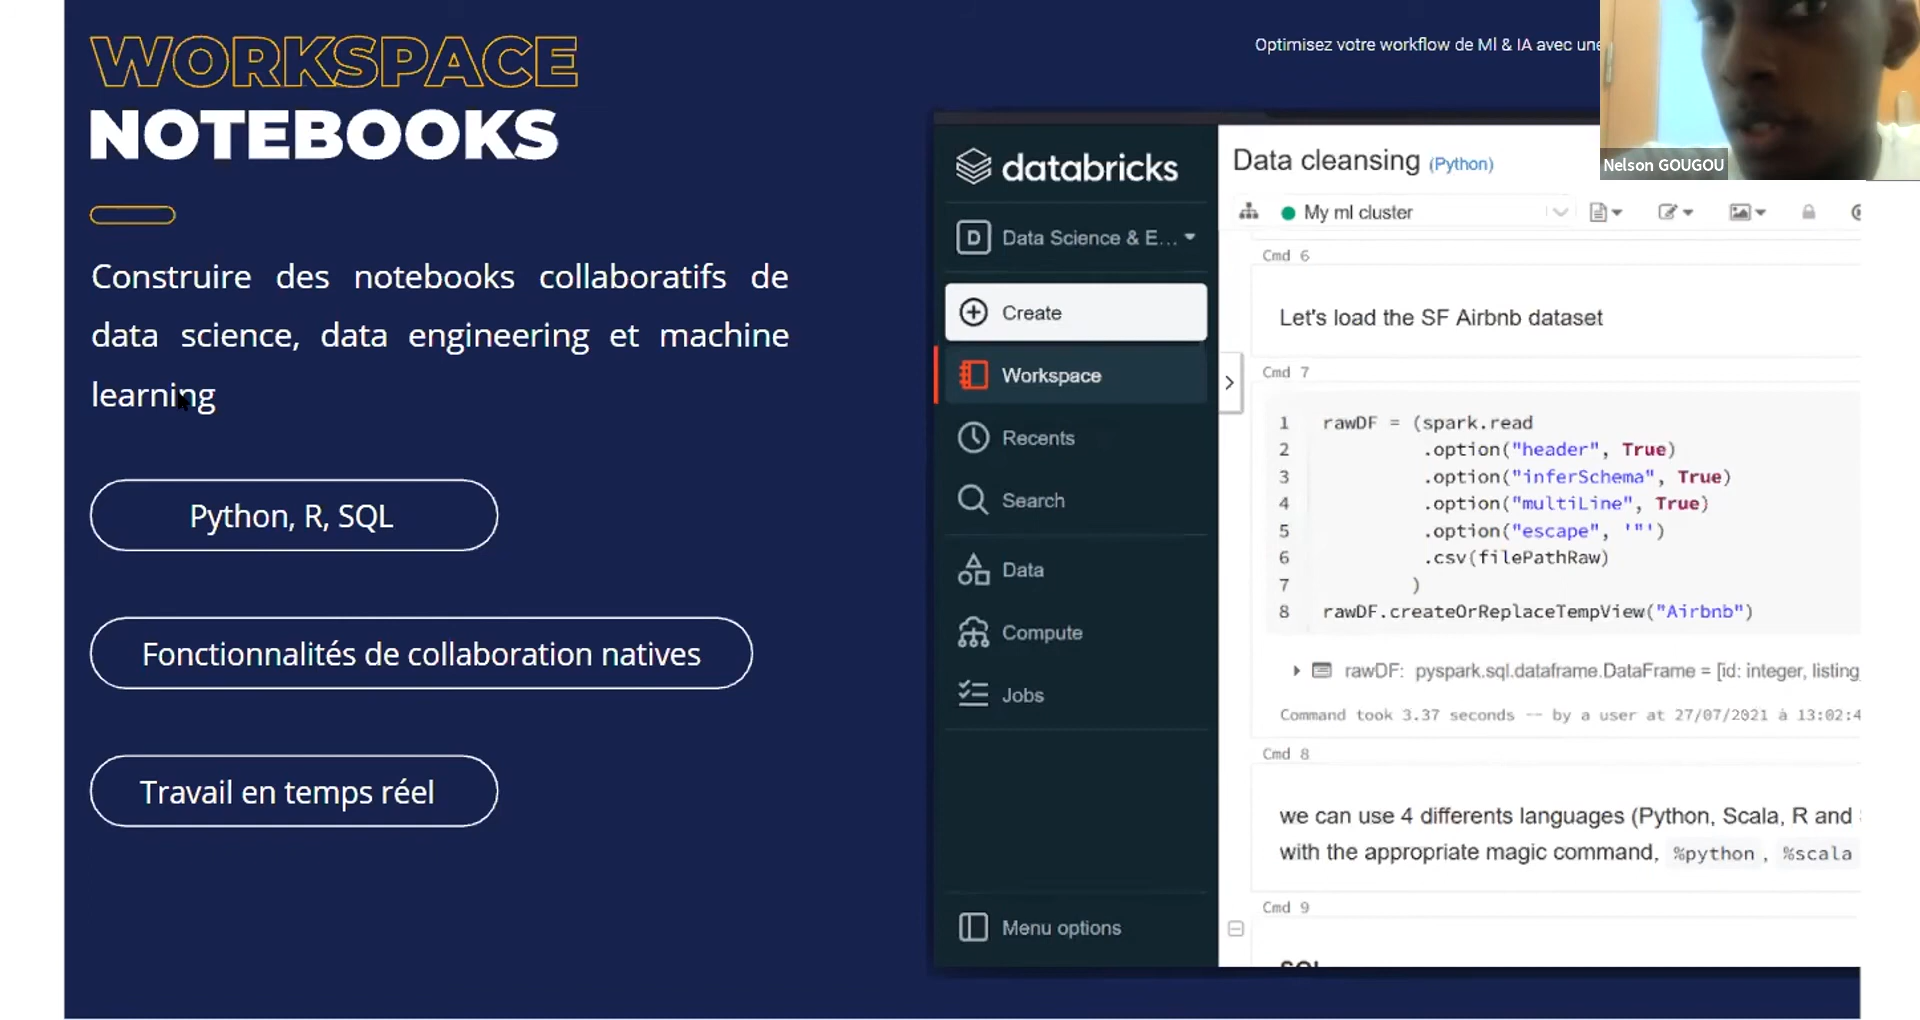 WORKSPACE
NOTEBOOKS
Optimisez votre workflow de Ml & IA avec une
Nelson GOUGOU
Construire des notebooks collaboratifs de
data science, data engineering et machine
learning
Python, R, SQL
Fonctionnalités de collaboration natives
Travail en temps réel
databricks
D Data Science & E...
Create
Workspace
Recents
Search
Data
Compute
Jobs
Menu options
Data cleansing (Python)
My ml cluster
Cmd 6
Let's load the SF Airbnb dataset
Cmd 7
1 rawDF = (spark.read
2 .option("header", True)
3 .option("inferSchema", True)
4 .option("multiLine", True)
5 .option("escape", '"')
6 .csv(filePathRaw)
7 )
8 rawDF.createOrReplaceTempView("Airbnb")
rawDF: pyspark.sql.dataframe.DataFrame = [id: integer, listing
Command took 3.37 seconds -- by a user at 27/07/2021 à 13:02:4
Cmd 8
we can use 4 differents languages (Python, Scala, R and
with the appropriate magic command, %python , %scala
Cmd 9
SQL